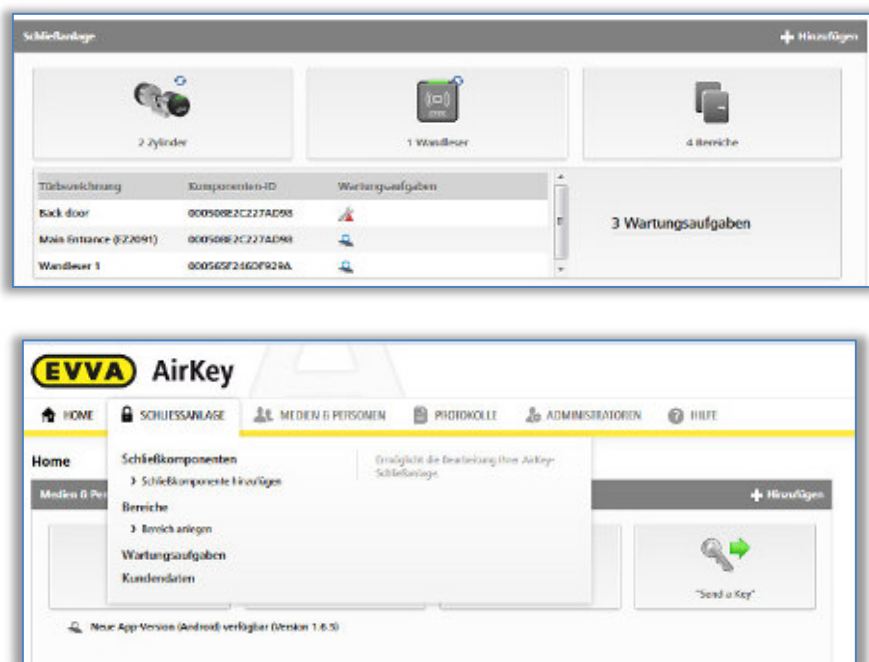 Schließanlage
Hinzufügen
2 Zylinder
1 Wandleser
4 Bereiche
Türbezeichnung Komponenten-ID Wartungsaufgaben
Back door 000508E2C227AD98
Main Entrance (EZ2091) 000508E2C227AD98
Wandleser 1 000565F246DF929A
3 Wartungsaufgaben
EVVA AirKey
HOME SCHLIESSANLAGE MEDIEN & PERSONEN PROTOKOLLE ADMINISTRATOREN HILFE
Home
Schließkomponenten
Schließkomponente hinzufügen
Bereiche
Bereich anlegen
Wartungsaufgaben
Kundendaten
Ermöglicht die Bearbeitung Ihrer AirKey-
Schließanlage.
Medien & Per
Hinzufügen
"Send a Key"
Neue App-Version (Android) verfügbar (Version 1.6.5)